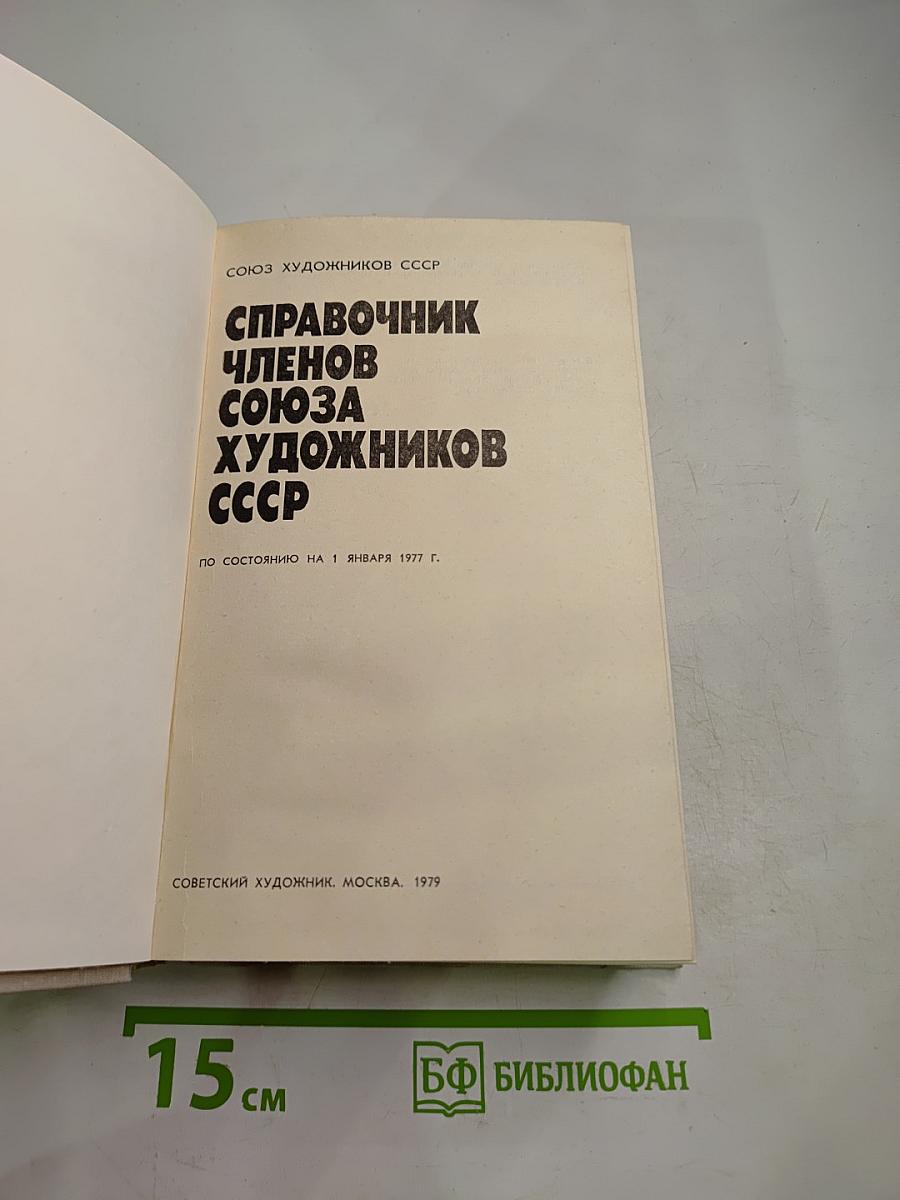 СОЮЗ ХУДОЖНИКОВ СССР
СПРАВОЧНИК
ЧЛЕНОВ
СОЮЗА
ХУДОЖНИКОВ
СССР
ПО СОСТОЯНИЮ НА 1 ЯНВАРЯ 1977 Г.
СОВЕТСКИЙ ХУДОЖНИК. МОСКВА. 1979
15 см
БФ БИБЛИОФАН